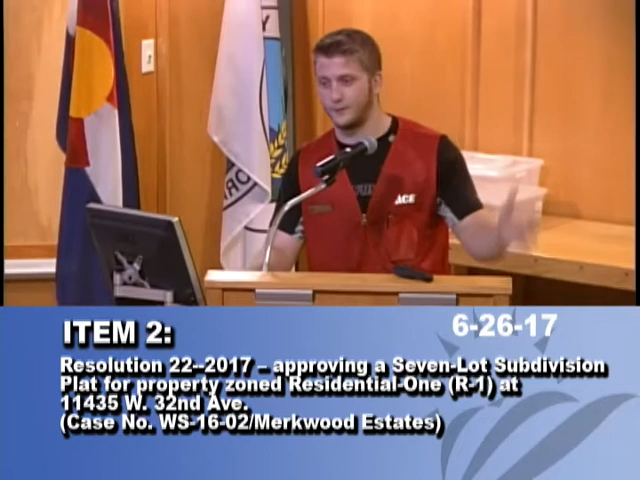 ACE
ITEM 2:
6-26-17
Resolution 22--2017 – approving a Seven-Lot Subdivision
Plat for property zoned Residential-One (R-1) at
11435 W. 32nd Ave.
(Case No. WS-16-02/Merkwood Estates)